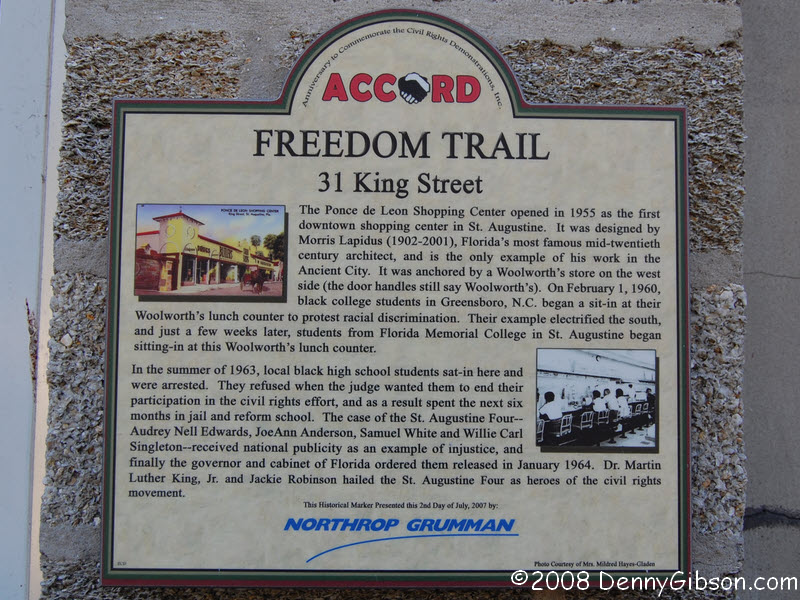 Anniversary to Commemorate the Civil Rights Demonstrations, Inc.
ACCORD
FREEDOM TRAIL
31 King Street
PONCE DE LEON SHOPPING CENTER
King Street, St. Augustine, Fla.
The Ponce de Leon Shopping Center opened in 1955 as the first
downtown shopping center in St. Augustine. It was designed by
Morris Lapidus (1902-2001), Florida's most famous mid-twentieth
century architect, and is the only example of his work in the
Ancient City. It was anchored by a Woolworth's store on the west
side (the door handles still say Woolworth's). On February 1, 1960,
black college students in Greensboro, N.C. began a sit-in at their
Woolworth's lunch counter to protest racial discrimination. Their example electrified the south,
and just a few weeks later, students from Florida Memorial College in St. Augustine began
sitting-in at this Woolworth's lunch counter.
In the summer of 1963, local black high school students sat-in here and
were arrested. They refused when the judge wanted them to end their
participation in the civil rights effort, and as a result spent the next six
months in jail and reform school. The case of the St. Augustine Four--
Audrey Nell Edwards, JoeAnn Anderson, Samuel White and Willie Carl
Singleton--received national publicity as an example of injustice, and
finally the governor and cabinet of Florida ordered them released in January 1964. Dr. Martin
Luther King, Jr. and Jackie Robinson hailed the St. Augustine Four as heroes of the civil rights
movement.
This Historical Marker Presented this 2nd Day of July, 2007 by:
NORTHROP GRUMMAN
Photo Courtesy of Mrs. Mildred Hayes-Gladen
©2008 DennyGibson.com